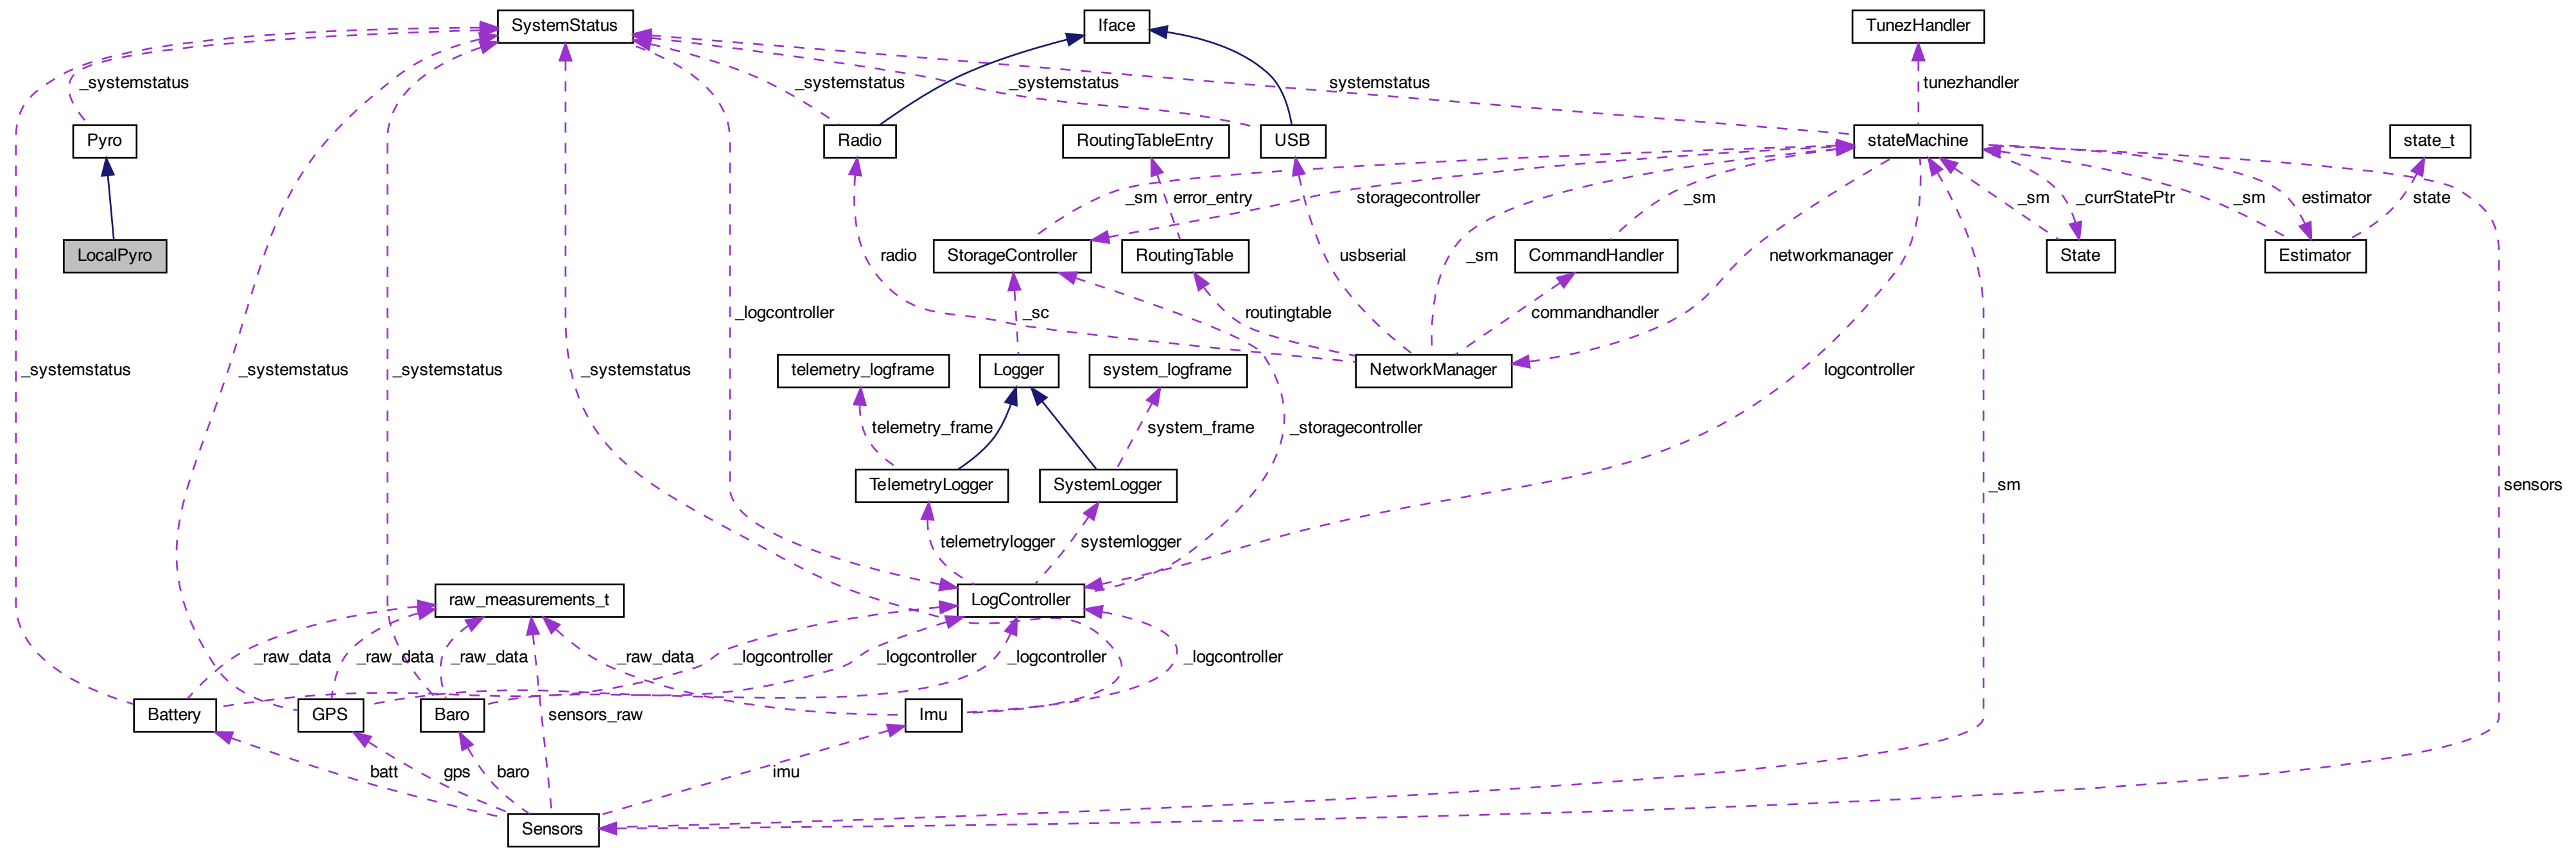 SystemStatus
Iface
TunezHandler
_systemstatus
_systemstatus
_systemstatus
systemstatus
tunezhandler
Pyro
Radio
RoutingTableEntry
USB
stateMachine
state_t
_sm
error_entry
storagecontroller
_sm
_sm
_currStatePtr
_sm
estimator
state
LocalPyro
radio
StorageController
RoutingTable
usbserial
_sm
CommandHandler
networkmanager
State
Estimator
_logcontroller
_sc
routingtable
commandhandler
_systemstatus
_systemstatus
_systemstatus
_systemstatus
telemetry_logframe
Logger
system_logframe
NetworkManager
logcontroller
telemetry_frame
system_frame
_storagecontroller
TelemetryLogger
SystemLogger
_sm
sensors
telemetrylogger
systemlogger
raw_measurements_t
LogController
_raw_data
_raw_data
_raw_data
_raw_data
_logcontroller
_logcontroller
_logcontroller
_logcontroller
Battery
GPS
Baro
sensors_raw
Imu
batt
gps
baro
imu
Sensors